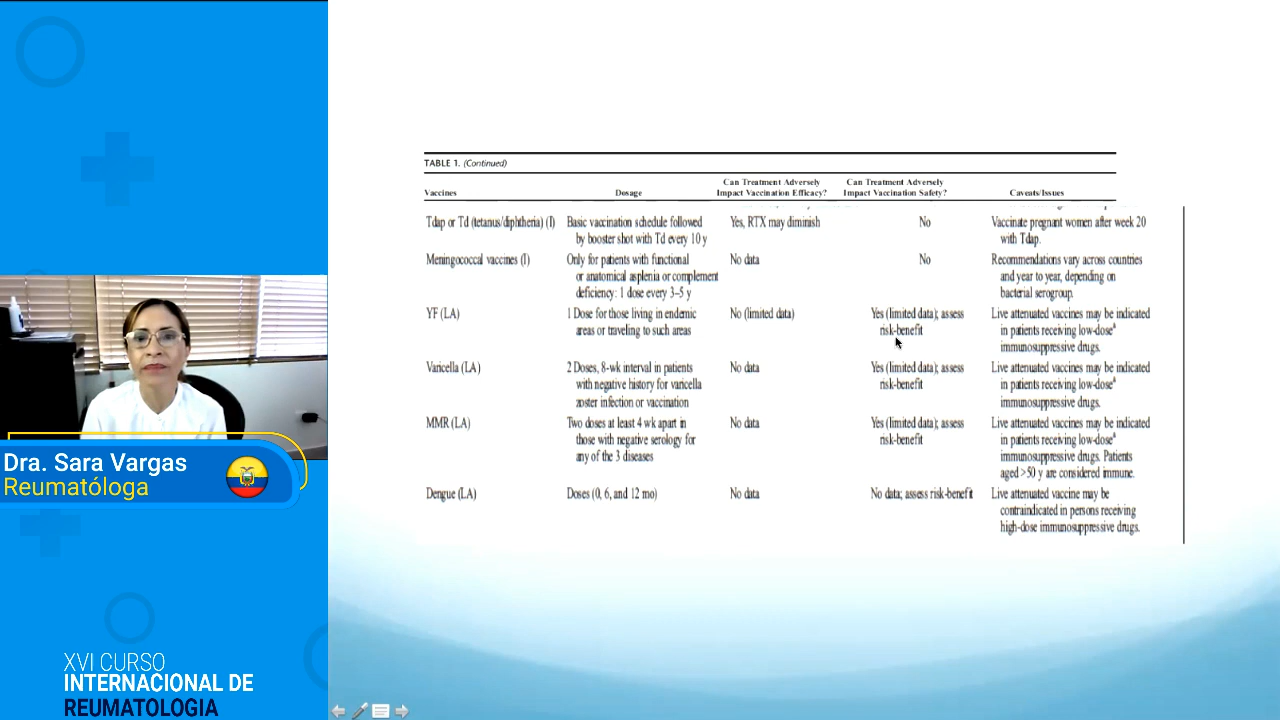 TABLE 1. (Continued)
Vaccines
Dosage
Can Treatment Adversely
Impact Vaccination Efficacy?
Can Treatment Adversely
Impact Vaccination Safety?
Caveats/Issues
Tdap or Td (tetanus/diphtheria) (I)
Basic vaccination schedule followed
by booster shot with Td every 10 y
Yes, RTX may diminish
No
Vaccinate pregnant women after week 20
with Tdap.
Meningococcal vaccines (I)
Only for patients with functional
or anatomical asplenia or complement
deficiency: 1 dose every 3–5 y
No data
No
Recommendations vary across countries
and year to year, depending on
bacterial serogroup.
YF (LA)
1 Dose for those living in endemic
areas or traveling to such areas
No (limited data)
Yes (limited data); assess
risk-benefit
Live attenuated vaccines may be indicated
in patients receiving low-dose
immunosuppressive drugs.
Varicella (LA)
2 Doses, 8-wk interval in patients
with negative history for varicella
zoster infection or vaccination
No data
Yes (limited data); assess
risk-benefit
Live attenuated vaccines may be indicated
in patients receiving low-dose
immunosuppressive drugs.
MMR (LA)
Two doses at least 4 wk apart in
those with negative serology for
any of the 3 diseases
No data
Yes (limited data); assess
risk-benefit
Live attenuated vaccines may be indicated
in patients receiving low-dose
immunosuppressive drugs. Patients
aged >50 y are considered immune.
Dengue (LA)
Doses (0, 6, and 12 mo)
No data
No data; assess risk-benefit
Live attenuated vaccine may be
contraindicated in persons receiving
high-dose immunosuppressive drugs.
Dra. Sara Vargas
Reumatóloga
XVI CURSO
INTERNACIONAL DE
REUMATOLOGIA